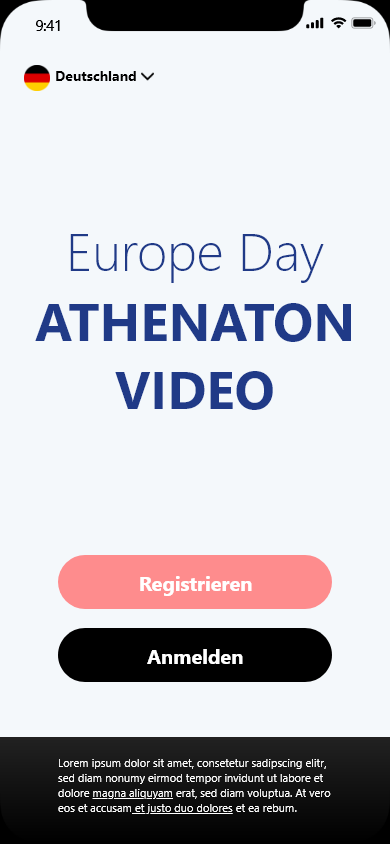 9:41
Deutschland
Europe Day
ATHENATON
VIDEO
Registrieren
Anmelden
Lorem ipsum dolor sit amet, consetetur sadipscing elitr,
sed diam nonumy eirmod tempor invidunt ut labore et
dolore magna aliquyam erat, sed diam voluptua. At vero
eos et accusam et justo duo dolores et ea rebum.